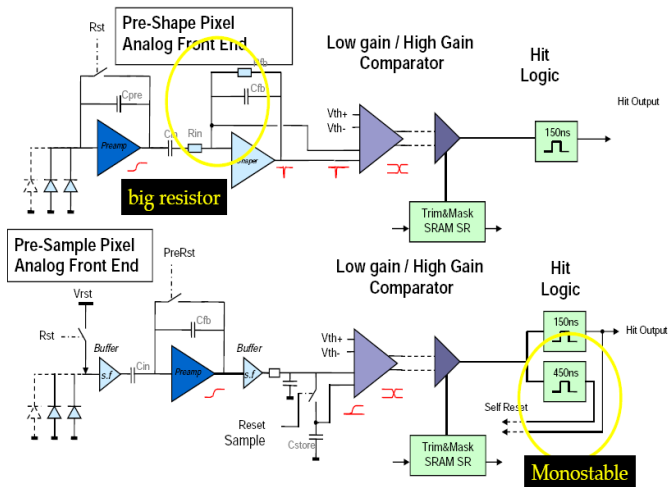 Pre-Shape Pixel
Analog Front End
Rst
Cpre
Preamp
Cin
Rin
Rfb
Cfb
Shaper
big resistor
Low gain / High Gain
Comparator
Vth+
Vth-
Trim&Mask
SRAM SR
Hit
Logic
150ns
Hit Output
Pre-Sample Pixel
Analog Front End
Vrst
Rst
Buffer
s.f
Cin
PreRst
Cfb
Preamp
Buffer
s.f
Reset
Sample
Cstore
Low gain / High Gain
Comparator
Vth+
Vth-
Trim&Mask
SRAM SR
Hit
Logic
150ns
Hit Output
450ns
Self Reset
Monostable